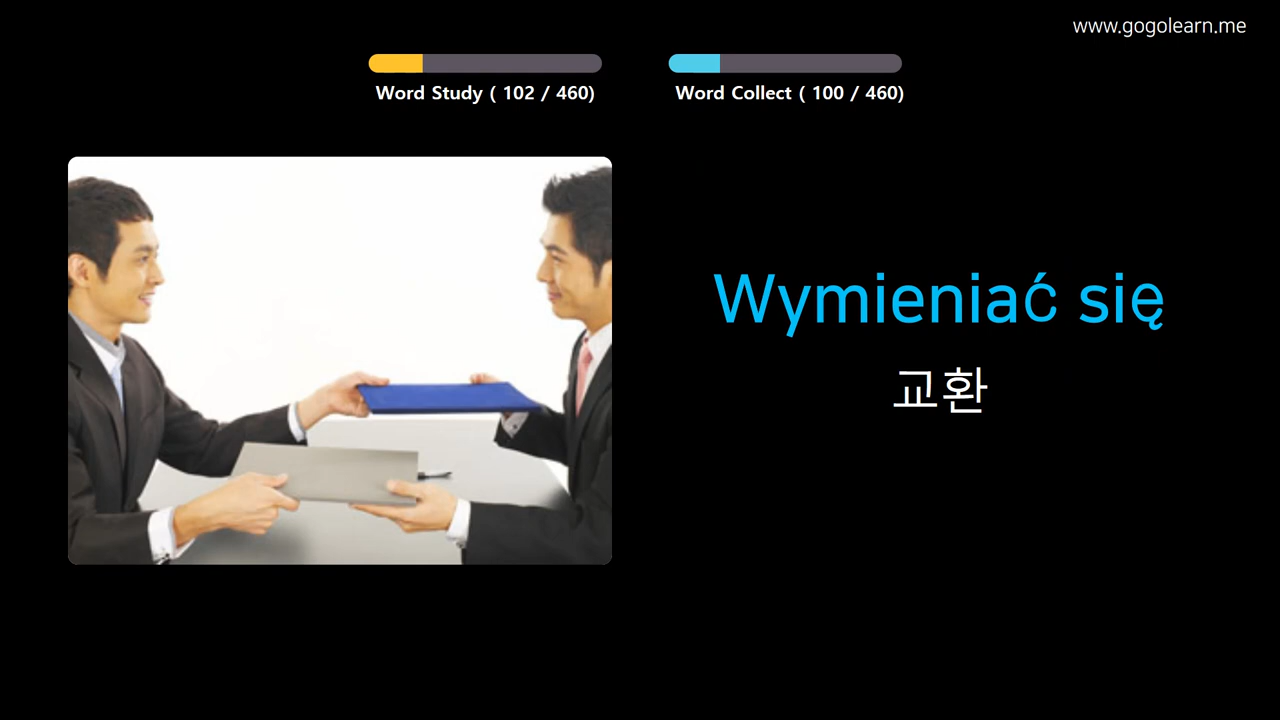 www.gogolearn.me
Word Study ( 102 / 460)
Word Collect ( 100 / 460)
Wymieniać się
교환